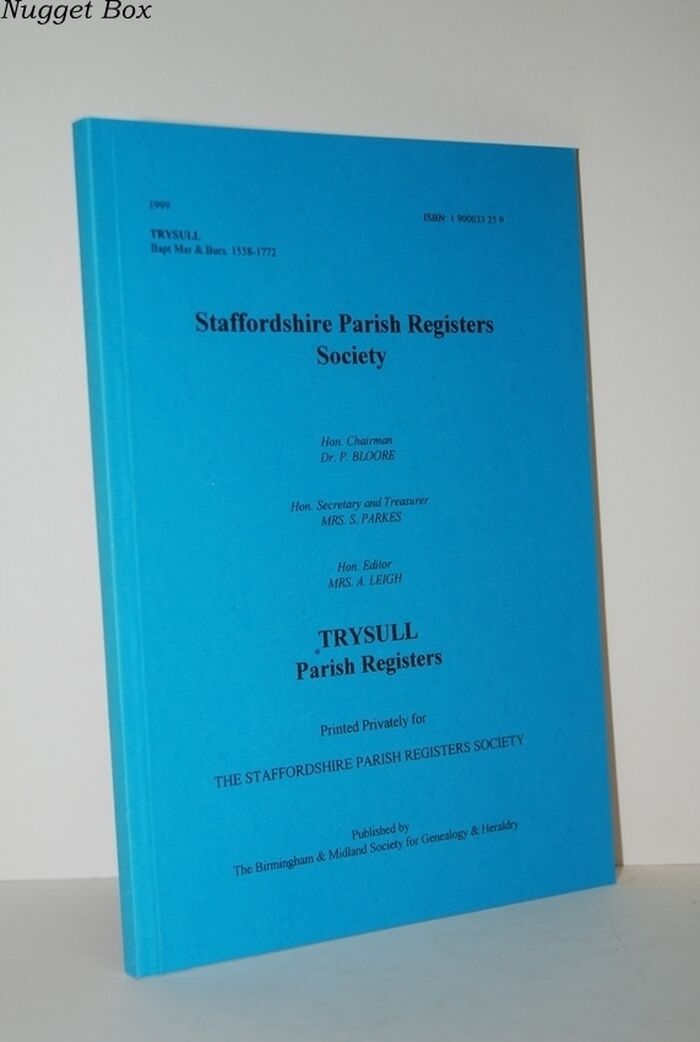 Nugget Box
1999
ISBN: 1 900033 25 9
TRYSULL
Bapt Mar & Burs. 1558-1772
Staffordshire Parish Registers
Society
Hon. Chairman
Dr. P. BLOORE
Hon. Secretary and Treasurer
MRS. S. PARKES
Hon. Editor
MRS. A. LEIGH
TRYSULL
Parish Registers
Printed Privately for
THE STAFFORDSHIRE PARISH REGISTERS SOCIETY
Published by
The Birmingham & Midland Society for Genealogy & Heraldry